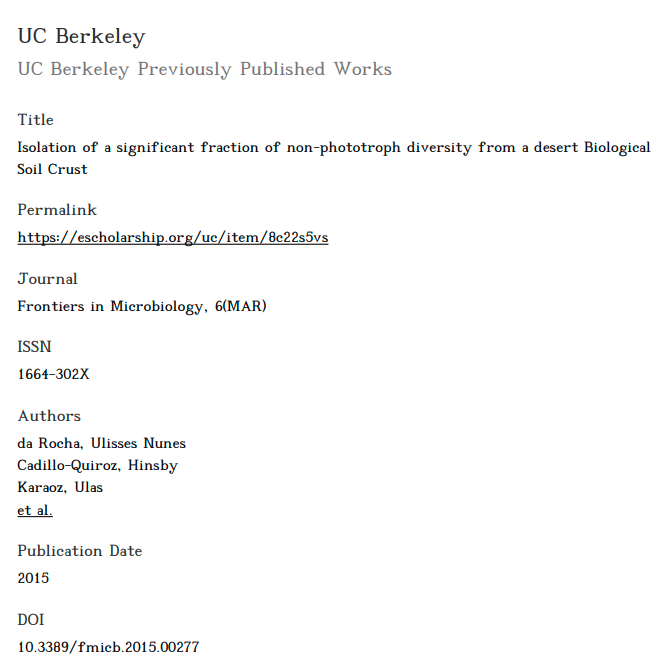 UC Berkeley
UC Berkeley Previously Published Works
Title
Isolation of a significant fraction of non-phototroph diversity from a desert Biological
Soil Crust
Permalink
https://escholarship.org/uc/item/8c22s5vs
Journal
Frontiers in Microbiology, 6(MAR)
ISSN
1664-302X
Authors
da Rocha, Ulisses Nunes
Cadillo-Quiroz, Hinsby
Karaoz, Ulas
et al.
Publication Date
2015
DOI
10.3389/fmicb.2015.00277